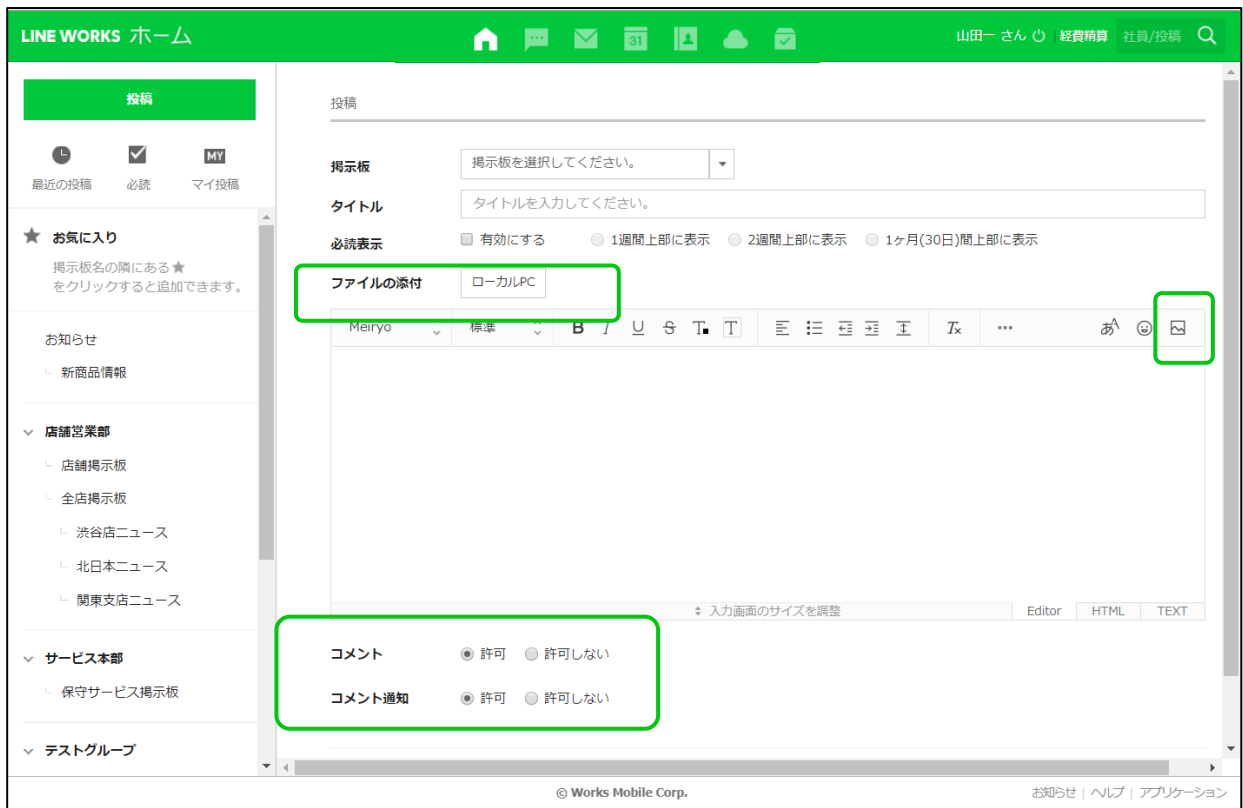 LINE WORKS ホーム
31
山田一 さん 経費精算 社員/投稿
投稿
最近の投稿 必読 MY マイ投稿
お気に入り
掲示板名の隣にある★
をクリックすると追加できます。
お知らせ
新商品情報
店舗営業部
店舗掲示板
全店掲示板
渋谷店ニュース
北日本ニュース
関東支店ニュース
サービス本部
保守サービス掲示板
テストグループ
投稿
掲示板 掲示板を選択してください。
タイトル タイトルを入力してください。
必読表示 有効にする 1週間上部に表示 2週間上部に表示 1ヶ月(30日)間上部に表示
ファイルの添付 ローカルPC
Meiryo 標準 B I U S T T Tx ... あA
入力画面のサイズを調整 Editor HTML TEXT
コメント 許可 許可しない
コメント通知 許可 許可しない
© Works Mobile Corp.
お知らせ | ヘルプ | アプリケーション